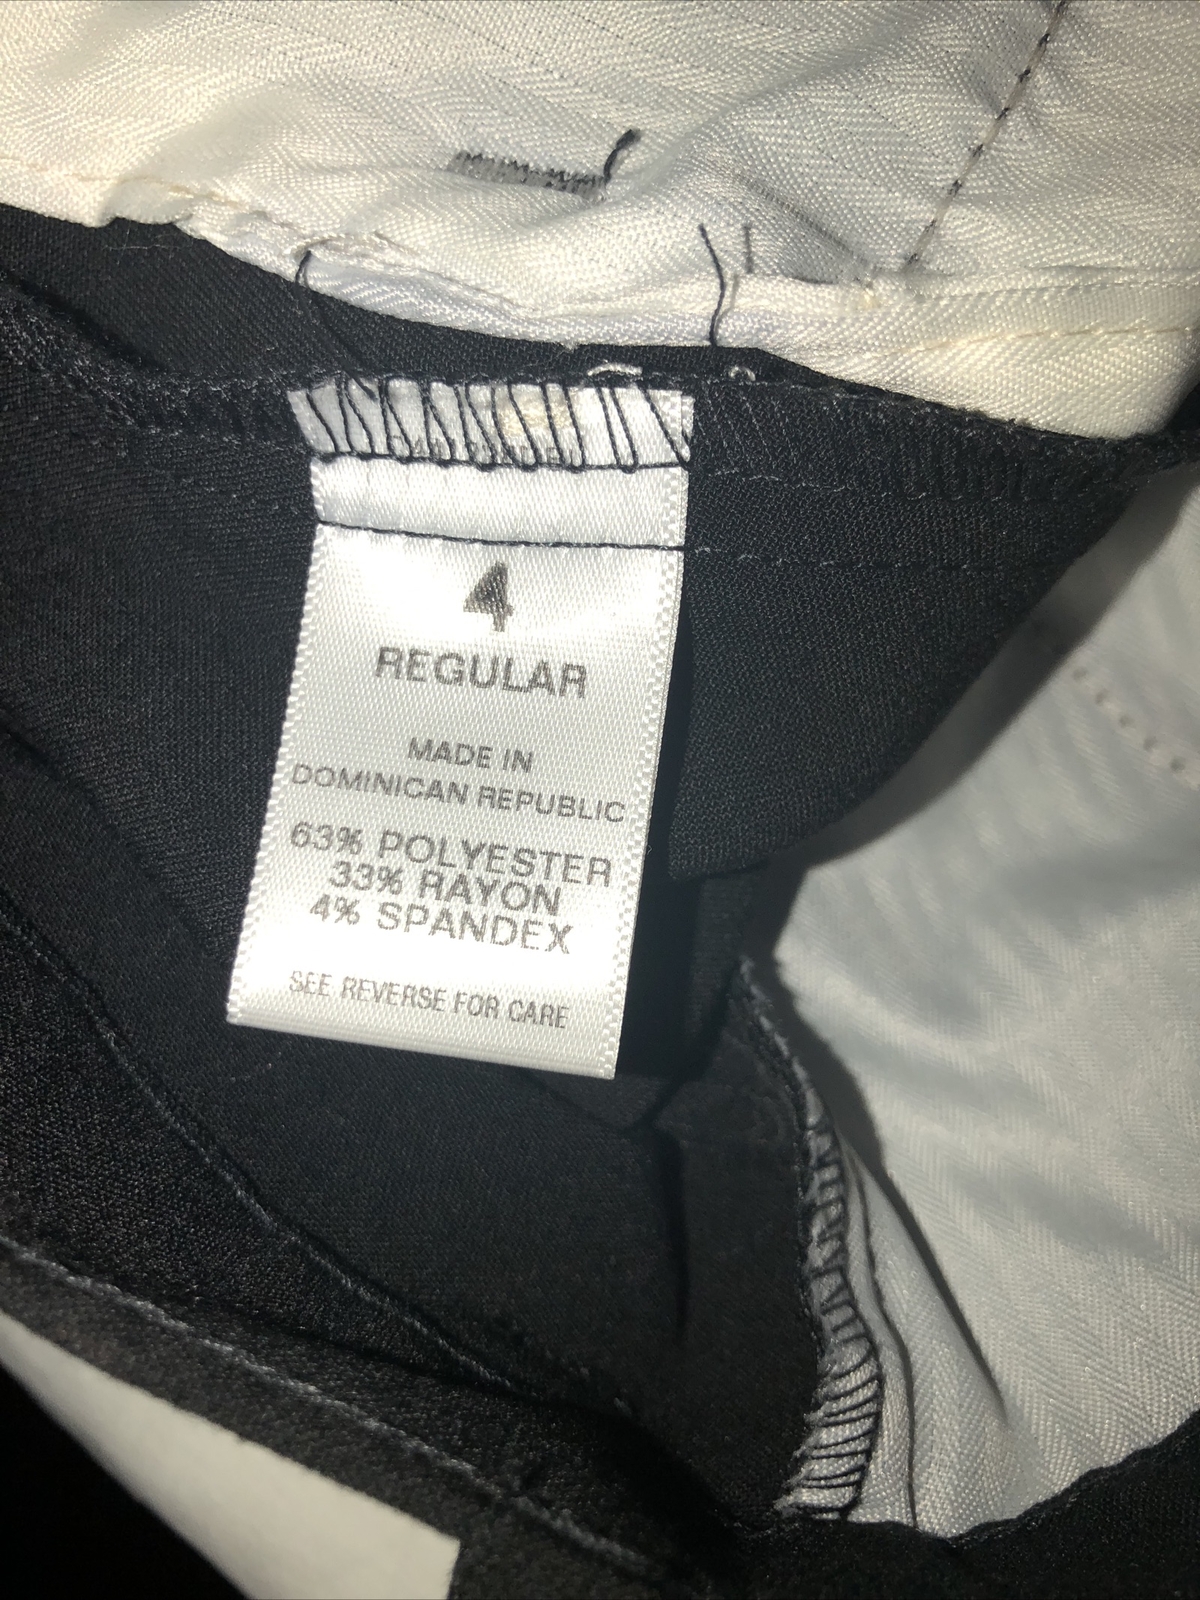 4
REGULAR
MADE IN
DOMINICAN REPUBLIC
63% POLYESTER
33% RAYON
4% SPANDEX
SEE REVERSE FOR CARE